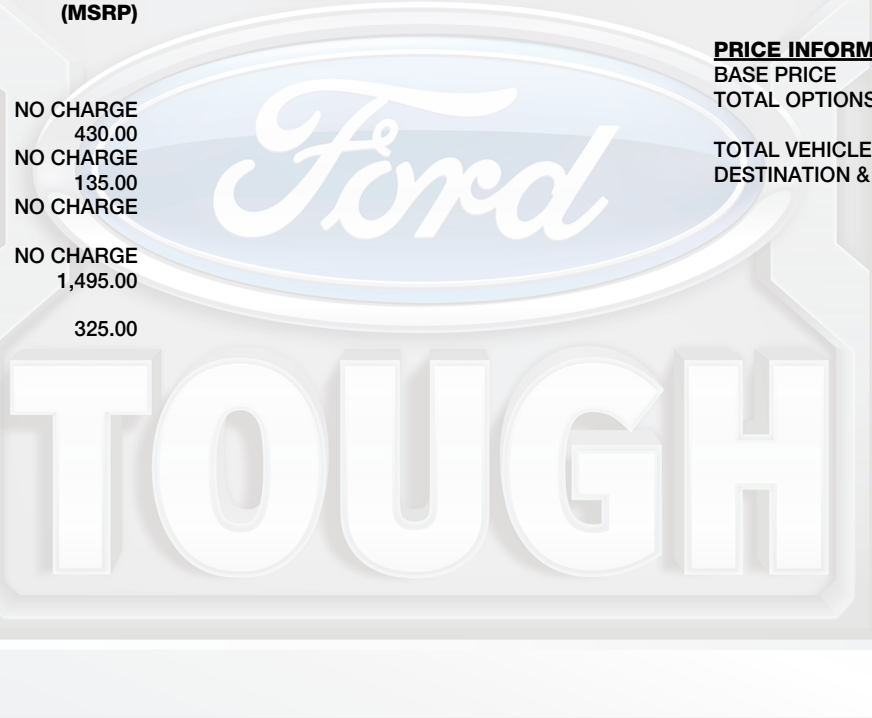 (MSRP)
NO CHARGE
430.00
NO CHARGE
135.00
NO CHARGE
NO CHARGE
1,495.00
325.00
PRICE INFORM
BASE PRICE
TOTAL OPTIONS
TOTAL VEHICLE
DESTINATION &
Ford
TOUGH